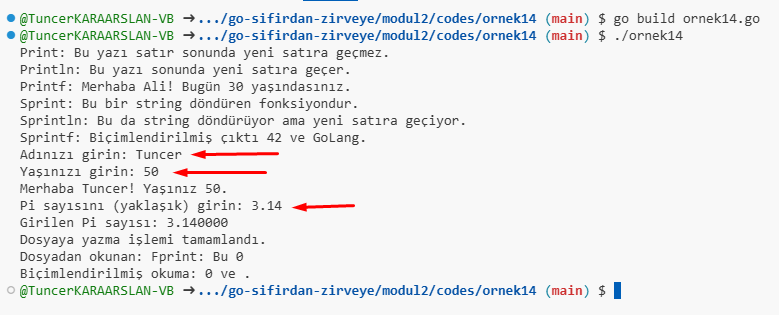 @TuncerKARAARSLAN-VB ➜ .../go-sifirdan-zirveye/modul2/codes/ornek14 (main) $ go build ornek14.go
@TuncerKARAARSLAN-VB ➜ .../go-sifirdan-zirveye/modul2/codes/ornek14 (main) $ ./ornek14
Print: Bu yazı satır sonunda yeni satıra geçmez.
Println: Bu yazı sonunda yeni satıra geçer.
Printf: Merhaba Ali! Bugün 30 yaşındasınız.
Sprint: Bu bir string döndüren fonksiyondur.
Sprintln: Bu da string döndürüyor ama yeni satıra geçiyor.
Sprintf: Biçimlendirilmiş çıktı 42 ve GoLang.
Adınızı girin: Tuncer
Yaşınızı girin: 50
Merhaba Tuncer! Yaşınız 50.
Pi sayısını (yaklaşık) girin: 3.14
Girilen Pi sayısı: 3.140000
Dosyaya yazma işlemi tamamlandı.
Dosyadan okunan: Fprint: Bu 0
Biçimlendirilmiş okuma: 0 ve .
@TuncerKARAARSLAN-VB ➜ .../go-sifirdan-zirveye/modul2/codes/ornek14 (main) $